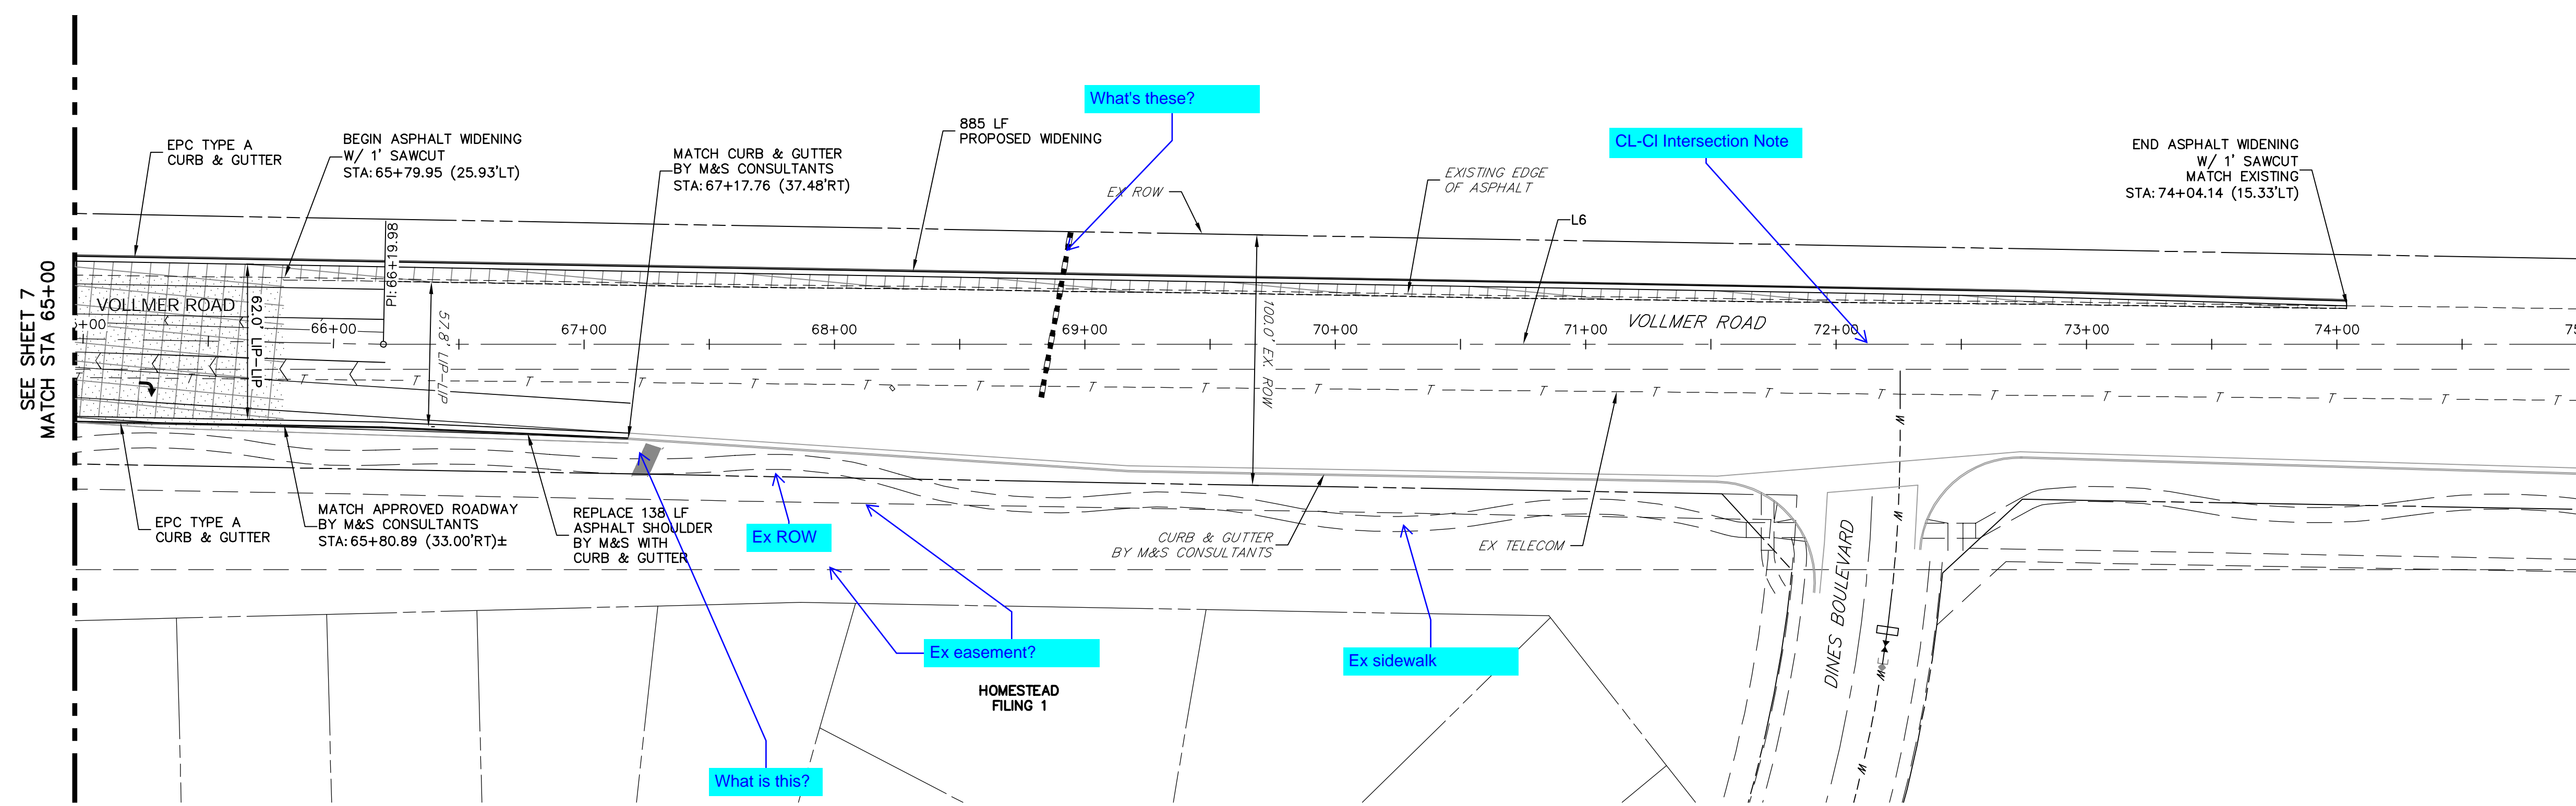 What's these?
EPC TYPE A
CURB & GUTTER
BEGIN ASPHALT WIDENING
W/ 1' SAWCUT
STA: 65+79.95 (25.93'LT)
MATCH CURB & GUTTER
BY M&S CONSULTANTS
STA: 67+17.76 (37.48'RT)
885 LF
PROPOSED WIDENING
EX ROW
EXISTING EDGE
OF ASPHALT
CL-Cl Intersection Note
L6
END ASPHALT WIDENING
W/ 1' SAWCUT
MATCH EXISTING
STA: 74+04.14 (15.33'LT)
SEE SHEET 7
MATCH STA 65+00
PI: 66+19.98
VOLLMER ROAD
62.0' LIP-LIP
57.8' LIP-LIP
100.0' EX. ROW
+00
66+00
67+00
68+00
69+00
70+00
71+00
VOLLMER ROAD
72+00
73+00
74+00
75
T T T T T T T T T T T T T T T T T T T T T T
W
W
W
W
W
EPC TYPE A
CURB & GUTTER
MATCH APPROVED ROADWAY
BY M&S CONSULTANTS
STA: 65+80.89 (33.00'RT)±
REPLACE 138 LF
ASPHALT SHOULDER
BY M&S WITH
CURB & GUTTER
Ex ROW
CURB & GUTTER
BY M&S CONSULTANTS
EX TELECOM
DINES BOULEVARD
Ex easement?
Ex sidewalk
HOMESTEAD
FILING 1
What is this?